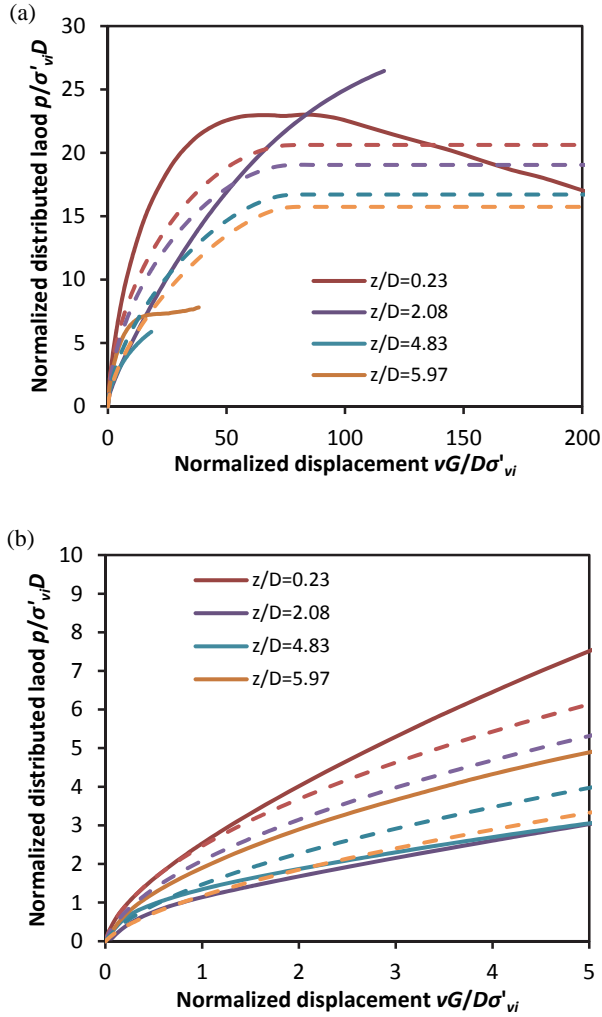 (a)
Normalized distributed laod p/σ'viD
30
25
20
15
10
5
0
z/D=0.23
z/D=2.08
z/D=4.83
z/D=5.97
0 50 100 150 200
Normalized displacement vG/Dσ'vi
(b)
Normalized distributed laod p/σ'viD
10
9
8
7
6
5
4
3
2
1
0
z/D=0.23
z/D=2.08
z/D=4.83
z/D=5.97
0 1 2 3 4 5
Normalized displacement vG/Dσ'vi